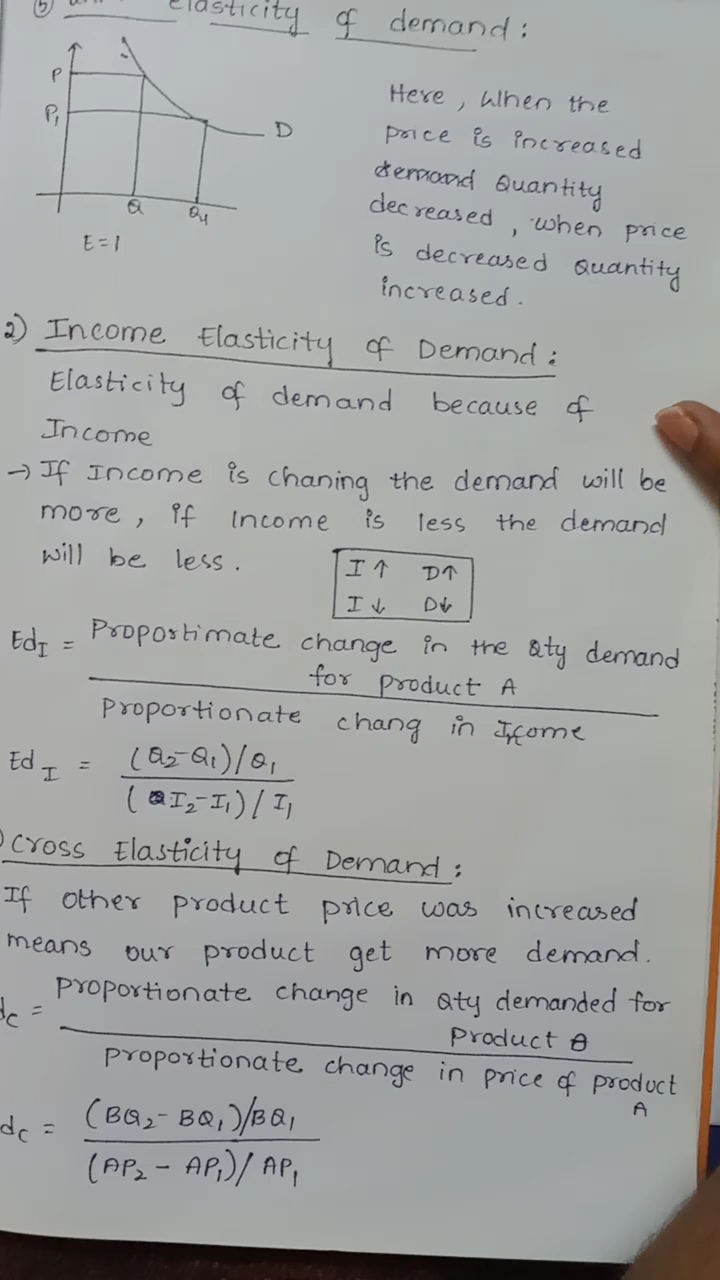 elasticity of demand:
P
P1
D
Q
Q1
E = 1
Here, When the
price is increased
demand Quantity
decreased, when price
is decreased Quantity
increased.
2) Income Elasticity of Demand:
Elasticity of demand because of
Income
→ If Income is chaning the demand will be
more, if income is less the demand
will be less.
I ↑ D↑
I ↓ D↓
EdI = Proportimate change in the Qty demand
for product A
Proportionate chang in Income
EdI = (Q2-Q1)/Q1
(I2-I1)/I1
) Cross Elasticity of Demand:
If other product price was increased
means our product get more demand.
dc = Proportionate change in Qty demanded for
Product B
Proportionate change in price of product
A
dc = (BQ2 - BQ1)/BQ1
(AP2 - AP1)/AP1